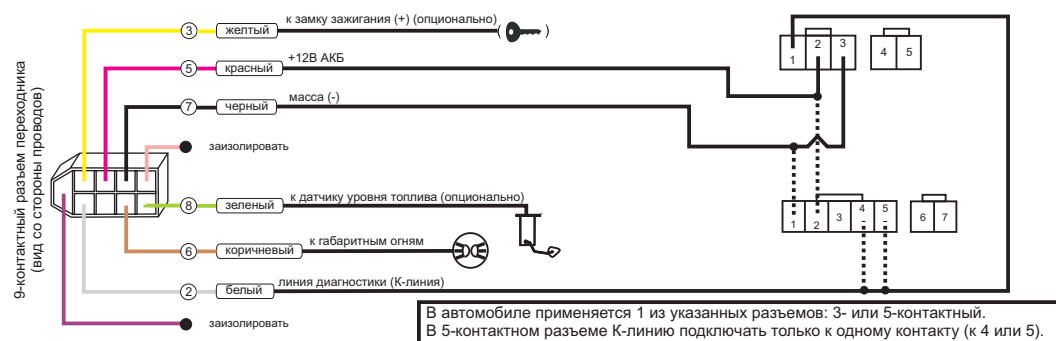 9-контактный разъем переходника
(вид со стороны проводов)
3 желтый к замку зажигания (+) (опционально) ( )
5 красный +12В АКБ
7 черный масса (-)
заизолировать
8 зеленый к датчику уровня топлива (опционально)
6 коричневый к габаритным огням
2 белый линия диагностики (К-линия)
заизолировать
1 2 3
4 5
1 2 3 4 5
6 7
В автомобиле применяется 1 из указанных разъемов: 3- или 5-контактный.
В 5-контактном разъеме К-линию подключать только к одному контакту (к 4 или 5).